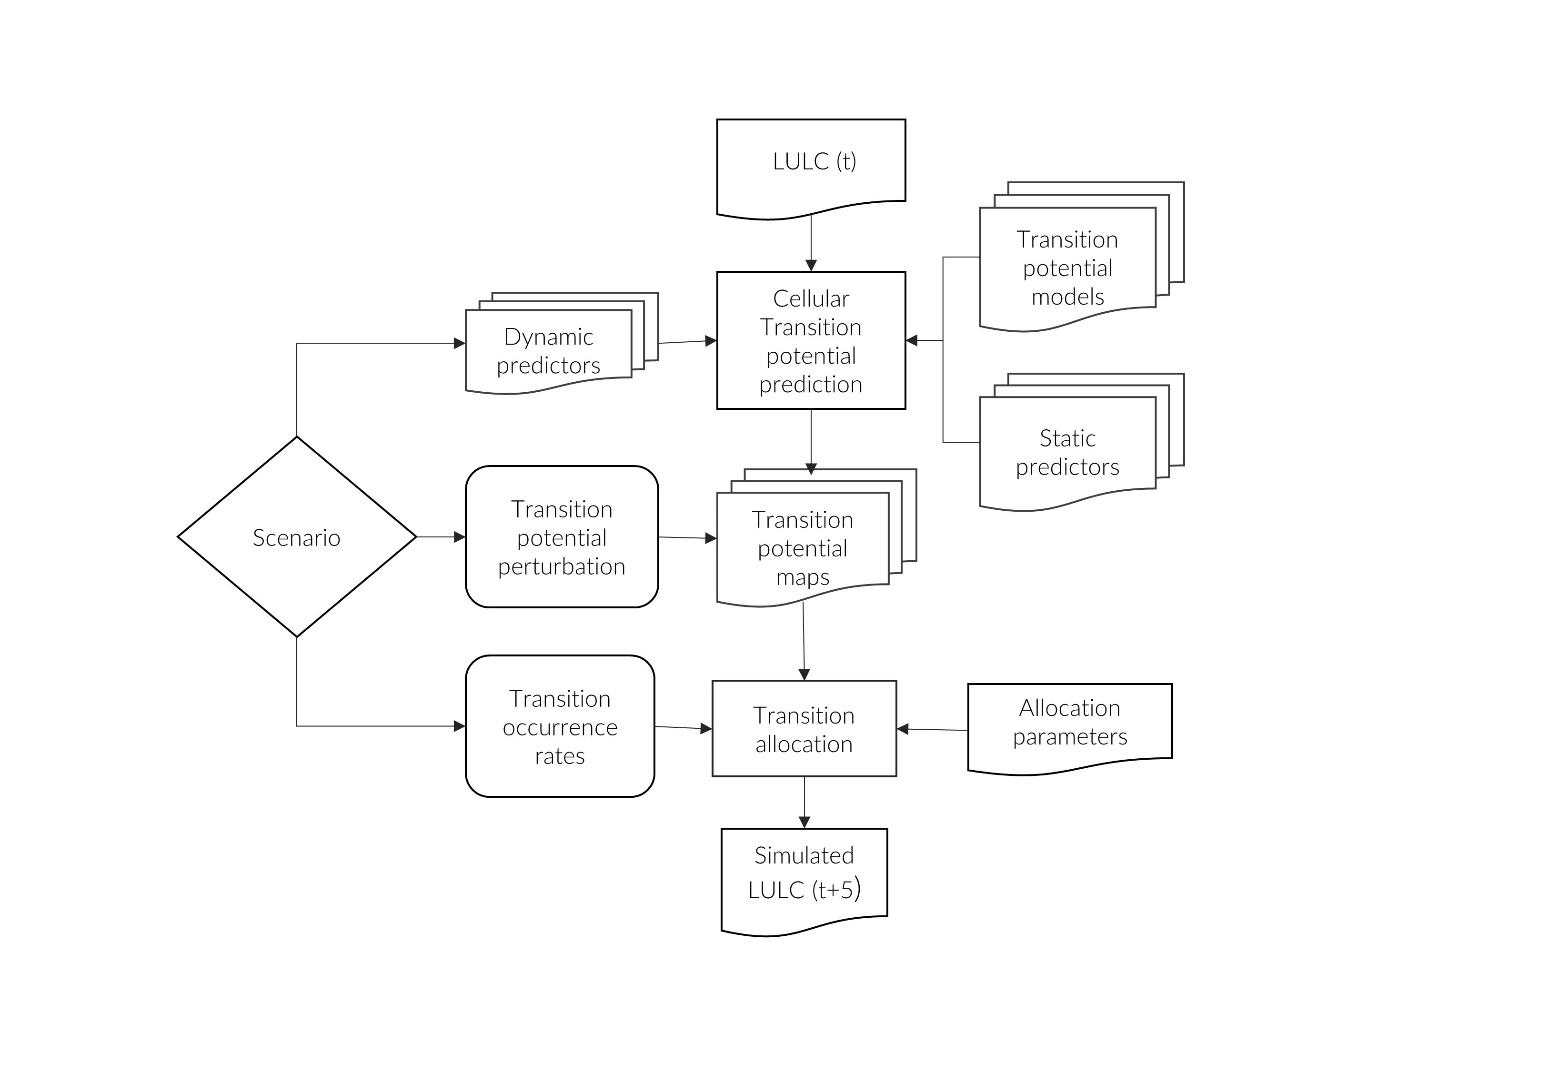 LULC (t)
Transition
potential
models
Cellular
Transition
potential
prediction
Dynamic
predictors
Static
predictors
Scenario
Transition
potential
perturbation
Transition
potential
maps
Transition
occurrence
rates
Transition
allocation
Allocation
parameters
Simulated
LULC (t+5)